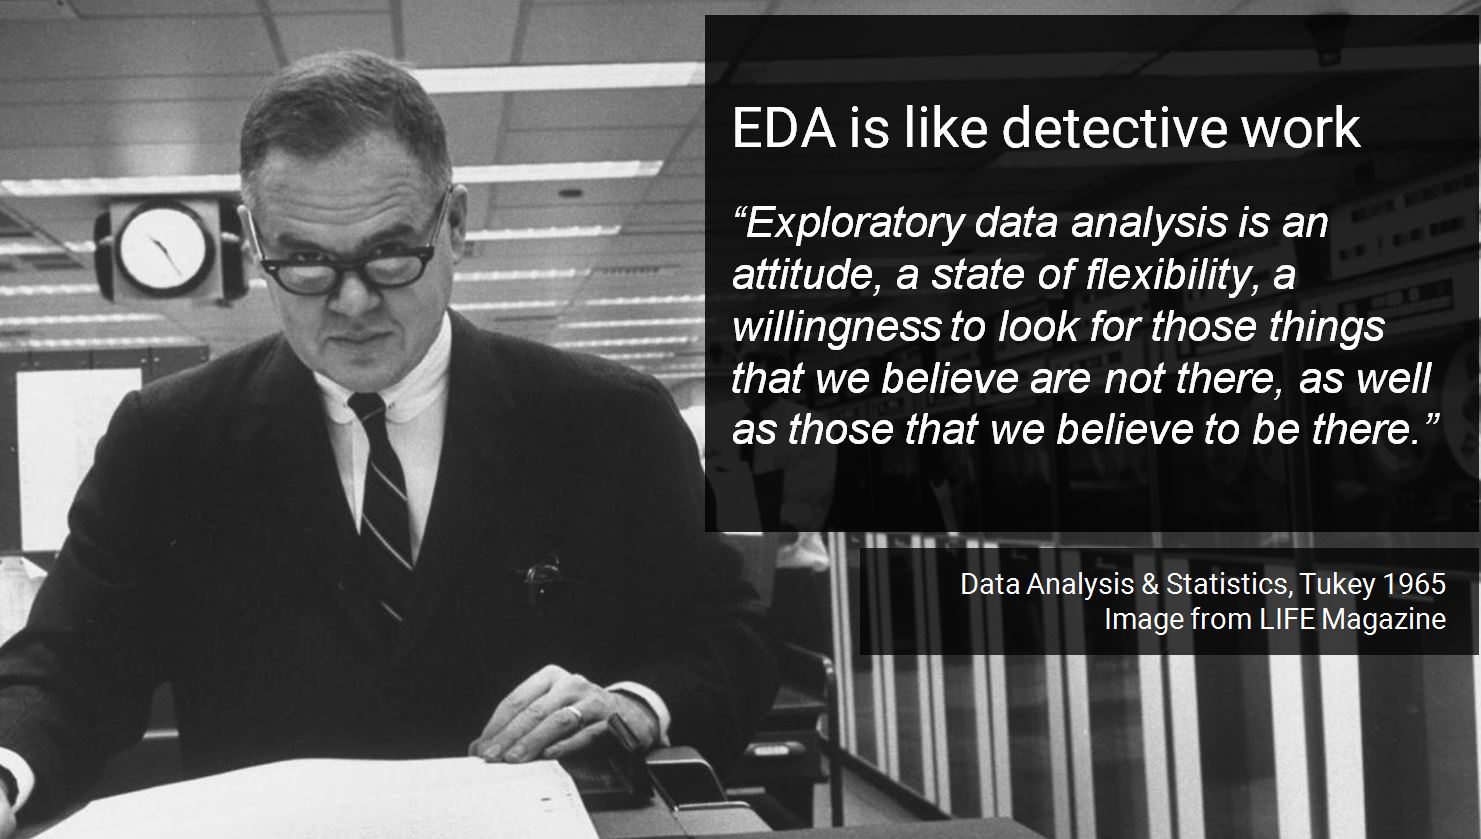 EDA is like detective work
“Exploratory data analysis is an
attitude, a state of flexibility, a
willingness to look for those things
that we believe are not there, as well
as those that we believe to be there.”
Data Analysis & Statistics, Tukey 1965
Image from LIFE Magazine